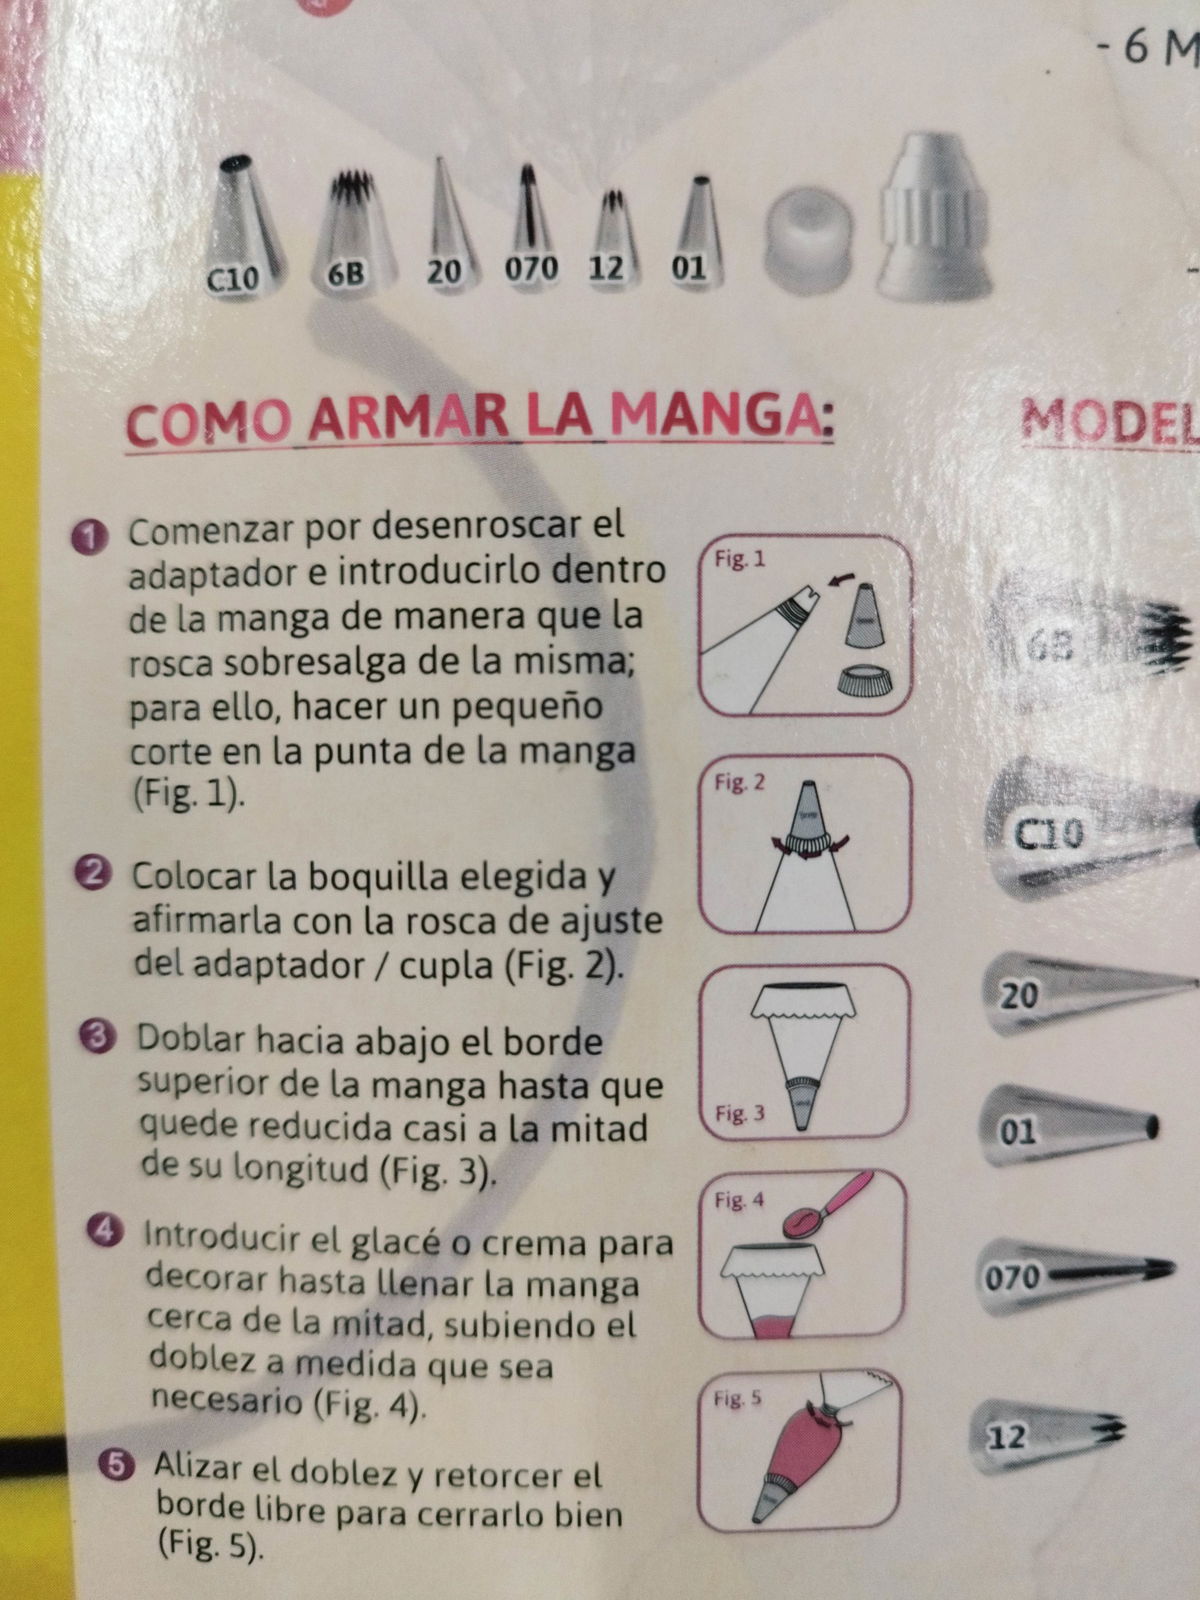 - 6 M
C10 6B 20 070 12 01
COMO ARMAR LA MANGA:
1 Comenzar por desenroscar el
adaptador e introducirlo dentro
de la manga de manera que la
rosca sobresalga de la misma;
para ello, hacer un pequeño
corte en la punta de la manga
(Fig. 1).
2 Colocar la boquilla elegida y
afirmarla con la rosca de ajuste
del adaptador / cupla (Fig. 2).
3 Doblar hacia abajo el borde
superior de la manga hasta que
quede reducida casi a la mitad
de su longitud (Fig. 3).
4 Introducir el glacé o crema para
decorar hasta llenar la manga
cerca de la mitad, subiendo el
doblez a medida que sea
necesario (Fig. 4).
5 Alizar el doblez y retorcer el
borde libre para cerrarlo bien
(Fig. 5).
Fig. 1
Fig. 2
Fig. 3
Fig. 4
Fig. 5
MODEL
6B
C10
20
01
070
12